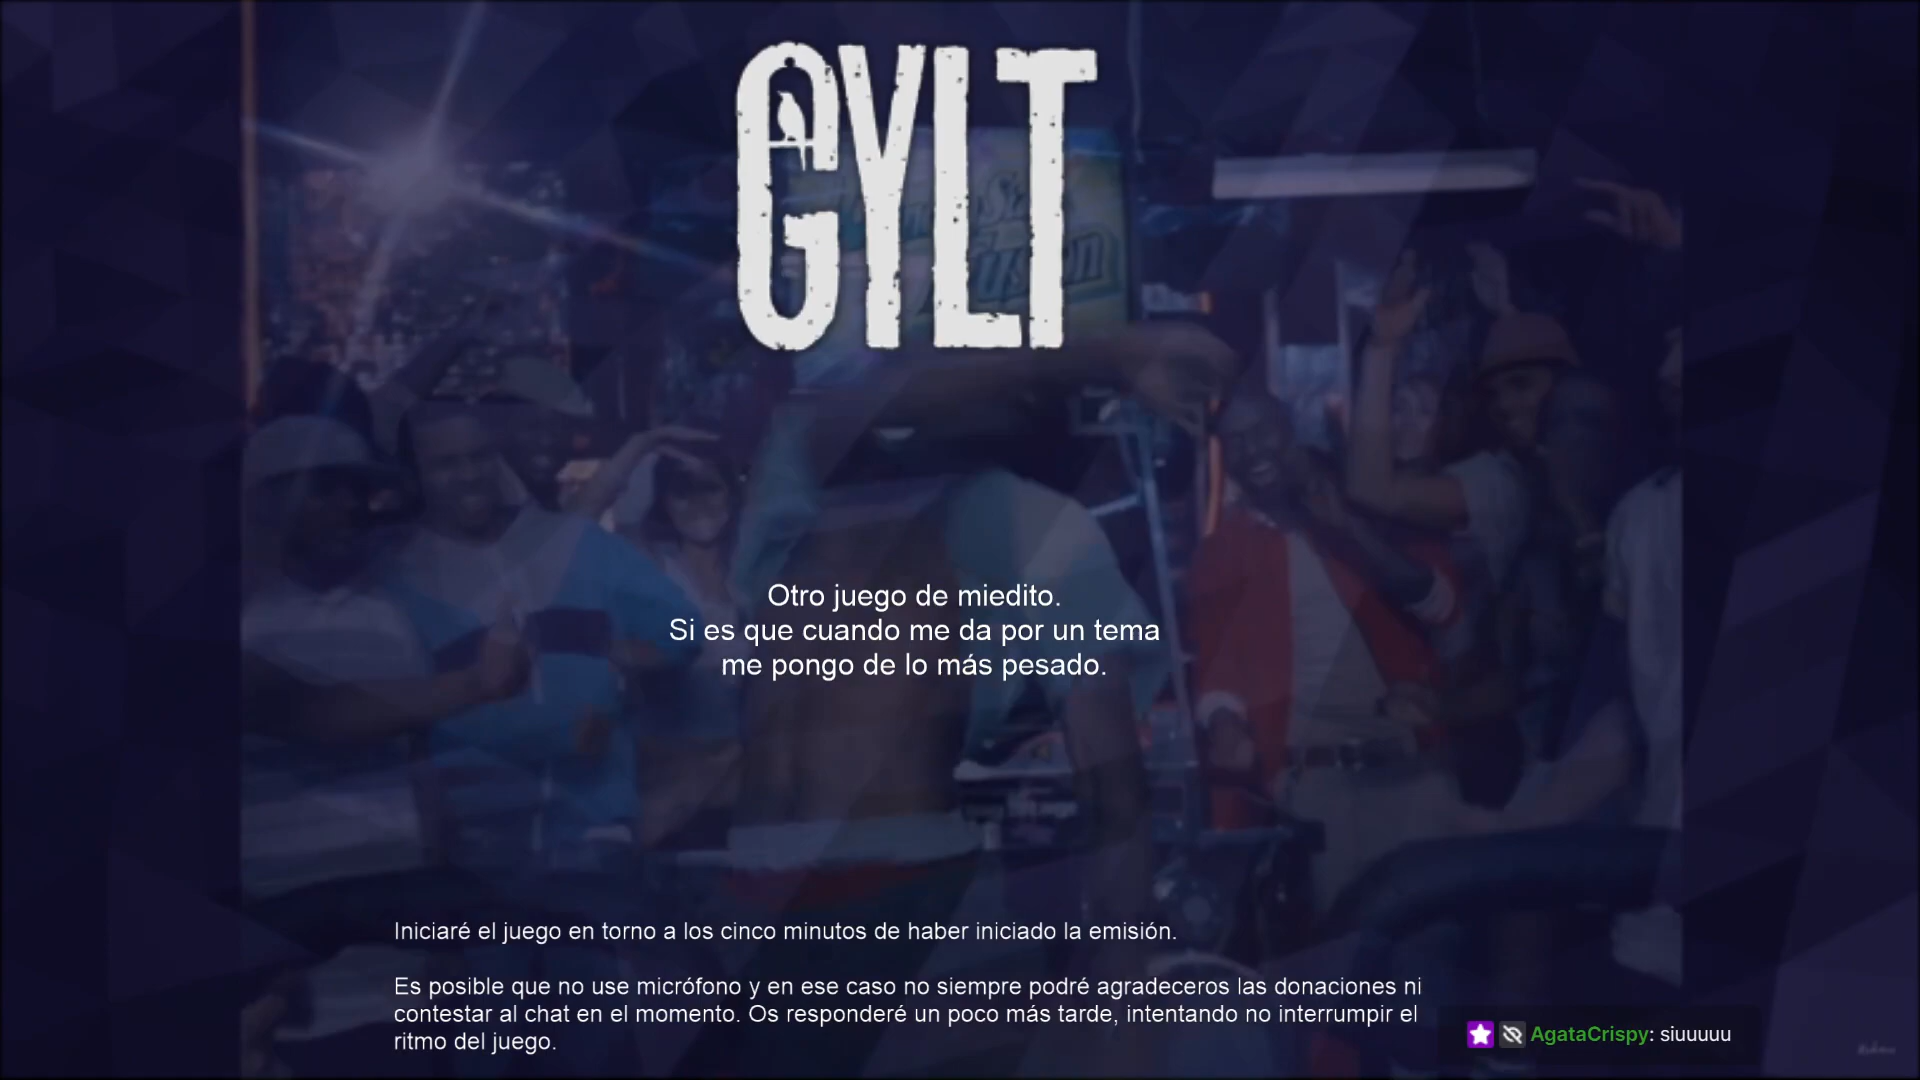 GYLT
Otro juego de miedito.
Si es que cuando me da por un tema
me pongo de lo más pesado.
Iniciaré el juego en torno a los cinco minutos de haber iniciado la emisión.
Es posible que no use micrófono y en ese caso no siempre podré agradeceros las donaciones ni
contestar al chat en el momento. Os responderé un poco más tarde, intentando no interrumpir el
ritmo del juego.
AgataCrispy: siuuuuu